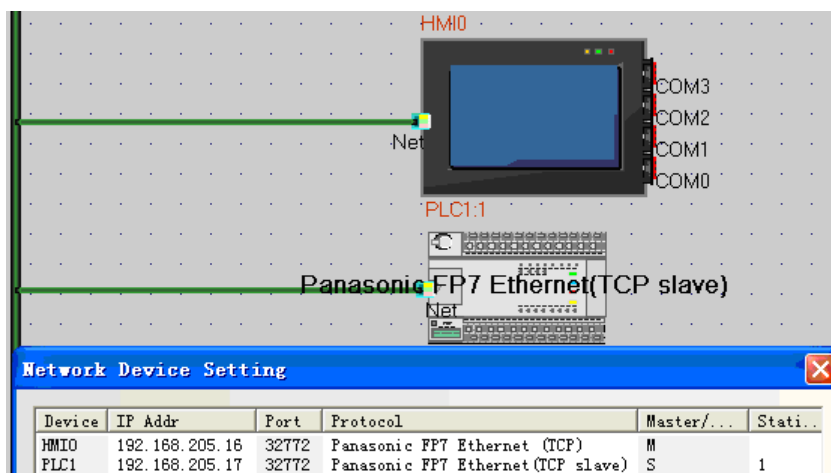 HMI0
COM3
COM2
Net
COM1
COM0
PLC1:1
Panasonic FP7 Ethernet(TCP slave)
Net
Network Device Setting
Device IP Addr Port Protocol Master/... Stati..
HMI0 192.168.205.16 32772 Panasonic FP7 Ethernet (TCP) M
PLC1 192.168.205.17 32772 Panasonic FP7 Ethernet(TCP slave) S 1